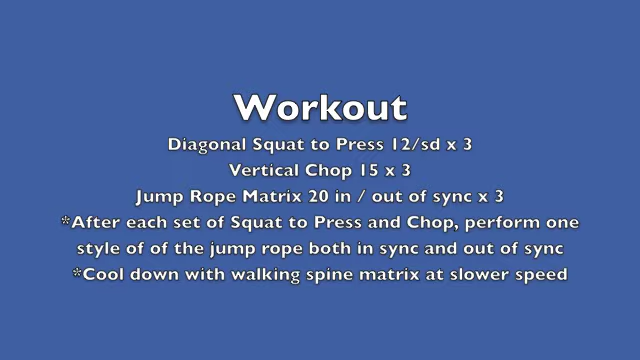 Workout
Diagonal Squat to Press 12/sd x 3
Vertical Chop 15 x 3
Jump Rope Matrix 20 in / out of sync x 3
*After each set of Squat to Press and Chop, perform one
style of of the jump rope both in sync and out of sync
*Cool down with walking spine matrix at slower speed